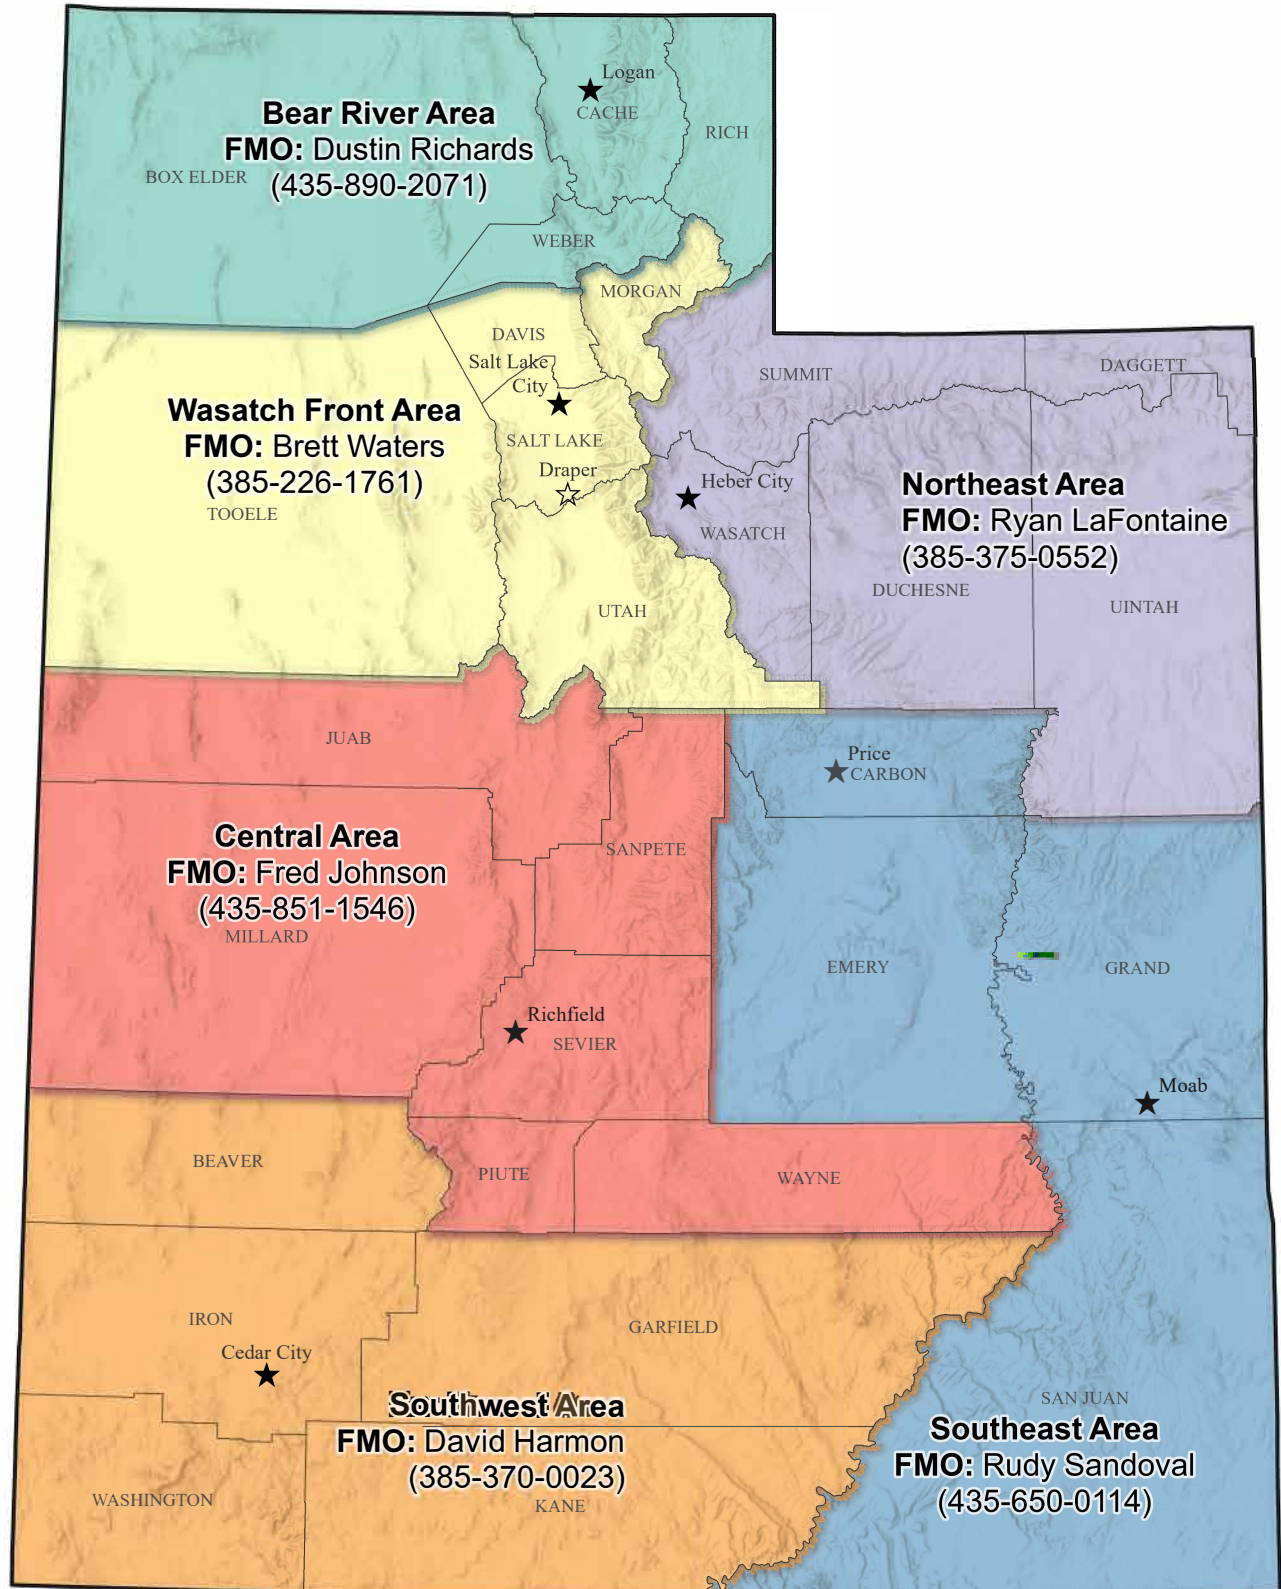 Logan
CACHE
RICH
Bear River Area
FMO: Dustin Richards
(435-890-2071)
BOX ELDER
WEBER
MORGAN
DAVIS
Salt Lake
City
SUMMIT
DAGGETT
Wasatch Front Area
FMO: Brett Waters
(385-226-1761)
TOOELE
SALT LAKE
Draper
Heber City
WASATCH
Northeast Area
FMO: Ryan LaFontaine
(385-375-0552)
DUCHESNE
UINTAH
UTAH
JUAB
Price
CARBON
Central Area
FMO: Fred Johnson
(435-851-1546)
MILLARD
SANPETE
EMERY
GRAND
Richfield
SEVIER
Moab
BEAVER
PIUTE
WAYNE
IRON
Cedar City
GARFIELD
Southwest Area
FMO: David Harmon
(385-370-0023)
KANE
WASHINGTON
SAN JUAN
Southeast Area
FMO: Rudy Sandoval
(435-650-0114)